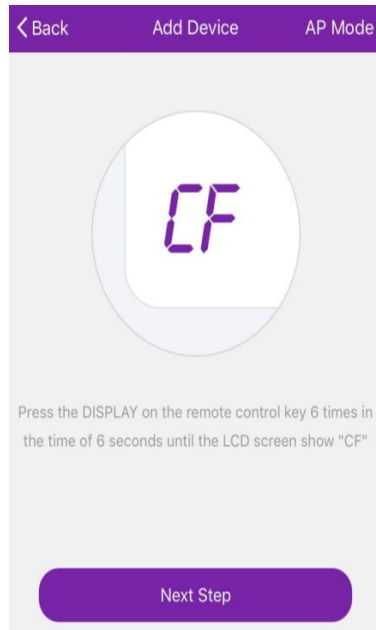 Back Add Device AP Mode
CF
Press the DISPLAY on the remote control key 6 times in
the time of 6 seconds until the LCD screen show "CF"
Next Step